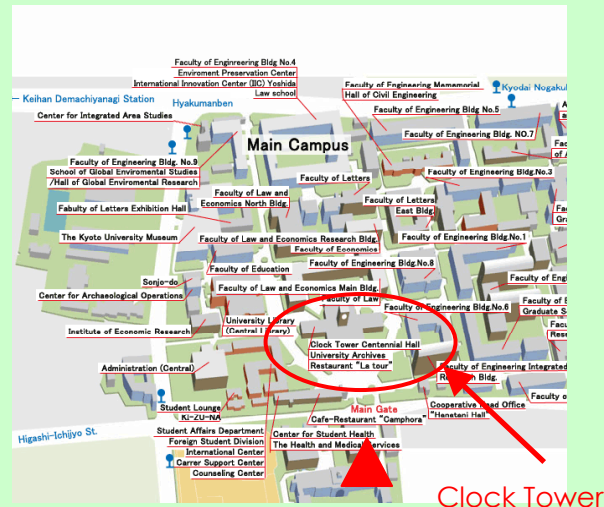 Faculty of Enginreering Bldg No.4
Enviroment Preservation Center
International Innovation Center (IIC) Yoshida
Law school
Faculty of Engineering Mememorial
Hall of Civil Engineering
Kyodai Nogaku
← Keihan Demachiyanagi Station
Hyakumanben
Center for Integrated Area Studies
Faculty of Engineering Bldg No.5
Main Campus
Faculty of Engineering Bldg. NO.7
Faculty of Engineering Bldg. No.9
School of Global Enviromental Studies
/Hall of Global Enviromental Research
Faculty of Letters
Faculty of Engineering Bldg. No.3
Faculty of Law and
Economics North Bldg.
Fabulty of Letters Exhibition Hall
Faculty of Letters
East Bldg.
The Kyoto University Museum
Faculty of Law and Economics Research Bldg.
Faculty of Economics
Faculty of Engineering Bldg.No.1
Faculty of Education
Faculty of Engineering Bldg.No.8
Sonjo-do
Center for Archaeological Operations
Faculty of Law and Economics Main Bldg.
Faculty of Law
Faculty of Engineering Bldg.No.6
Faculty of Engi
Graduate S
Institute of Economic Research
University Library
(Central Library)
Clock Tower Centennial Hall
University Archives
Restaurant "La tour"
Administration (Central)
Faculty of Engineering Integrated
Research Bldg.
Student Lounge
KI-ZU-NA
Main Gate
Cafe-Restaurant "Camphora"
Cooperative Head Office
"Hanatani Hall"
Faculty o
Higashi-Ichijyo St.
Student Affairs Department
Foreign Student Division
International Center
Carrer Support Center
Counseling Center
Center for Student Health
The Health and Medical Services
Clock Tower